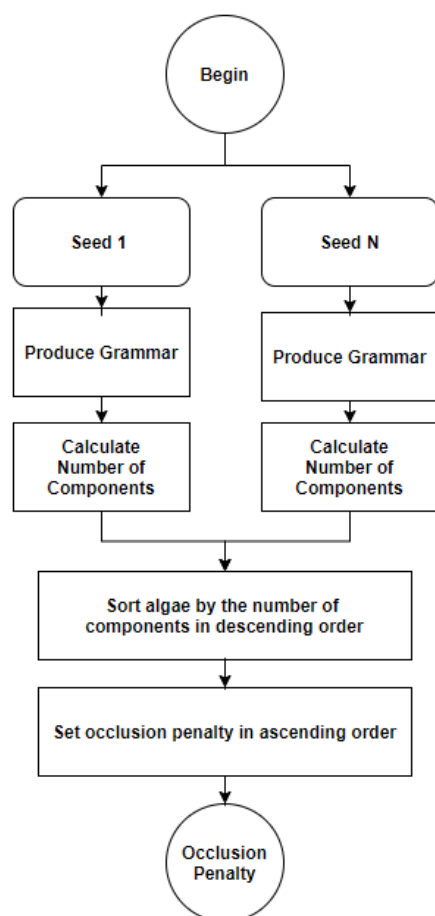 Begin
Seed 1
Seed N
Produce Grammar
Produce Grammar
Calculate
Number of
Components
Calculate
Number of
Components
Sort algae by the number of
components in descending order
Set occlusion penalty in ascending order
Occlusion
Penalty